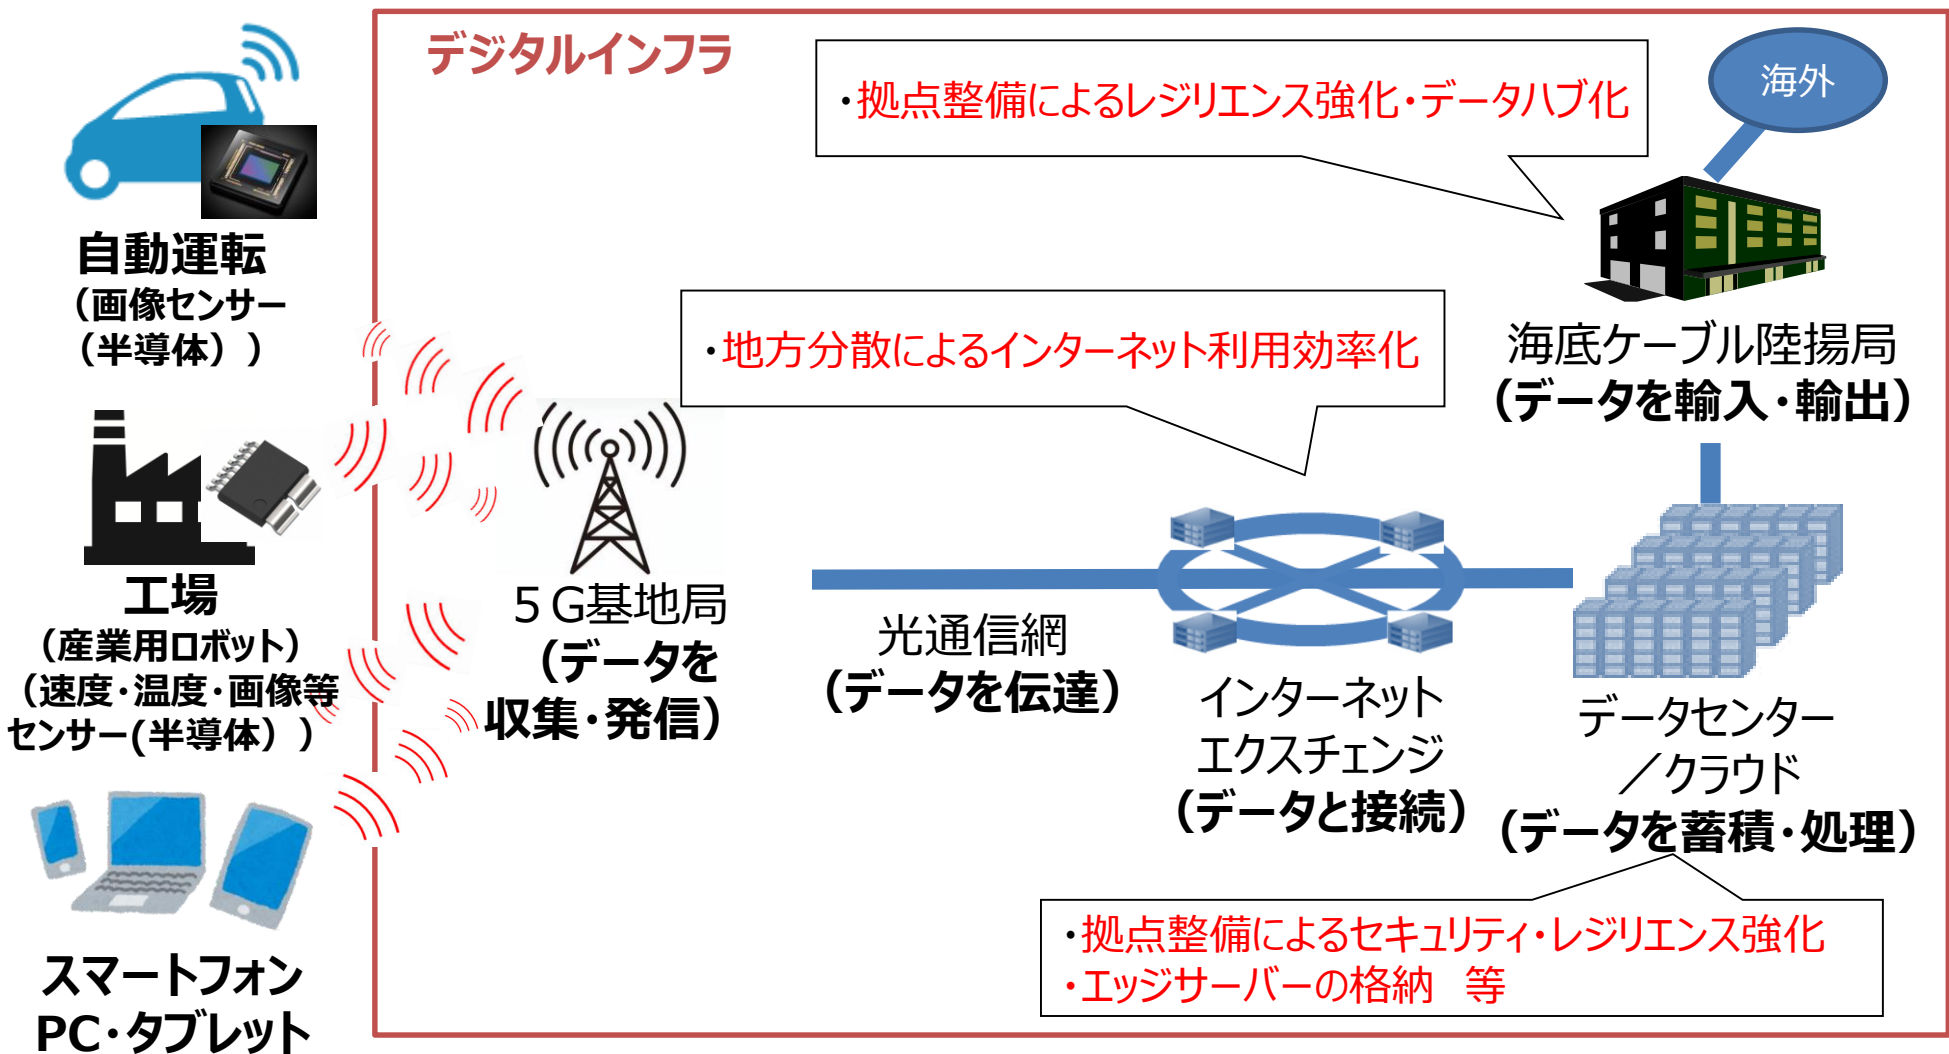 デジタルインフラ
・拠点整備によるレジリエンス強化・データハブ化
海外
自動運転
（画像センサー
（半導体））
・地方分散によるインターネット利用効率化
海底ケーブル陸揚局
（データを輸入・輸出）
工場
（産業用ロボット）
（速度・温度・画像等
センサー(半導体））
５G基地局
（データを
収集・発信）
光通信網
（データを伝達）
インターネット
エクスチェンジ
（データと接続）
データセンター
／クラウド
（データを蓄積・処理）
スマートフォン
PC・タブレット
・拠点整備によるセキュリティ・レジリエンス強化
・エッジサーバーの格納　等